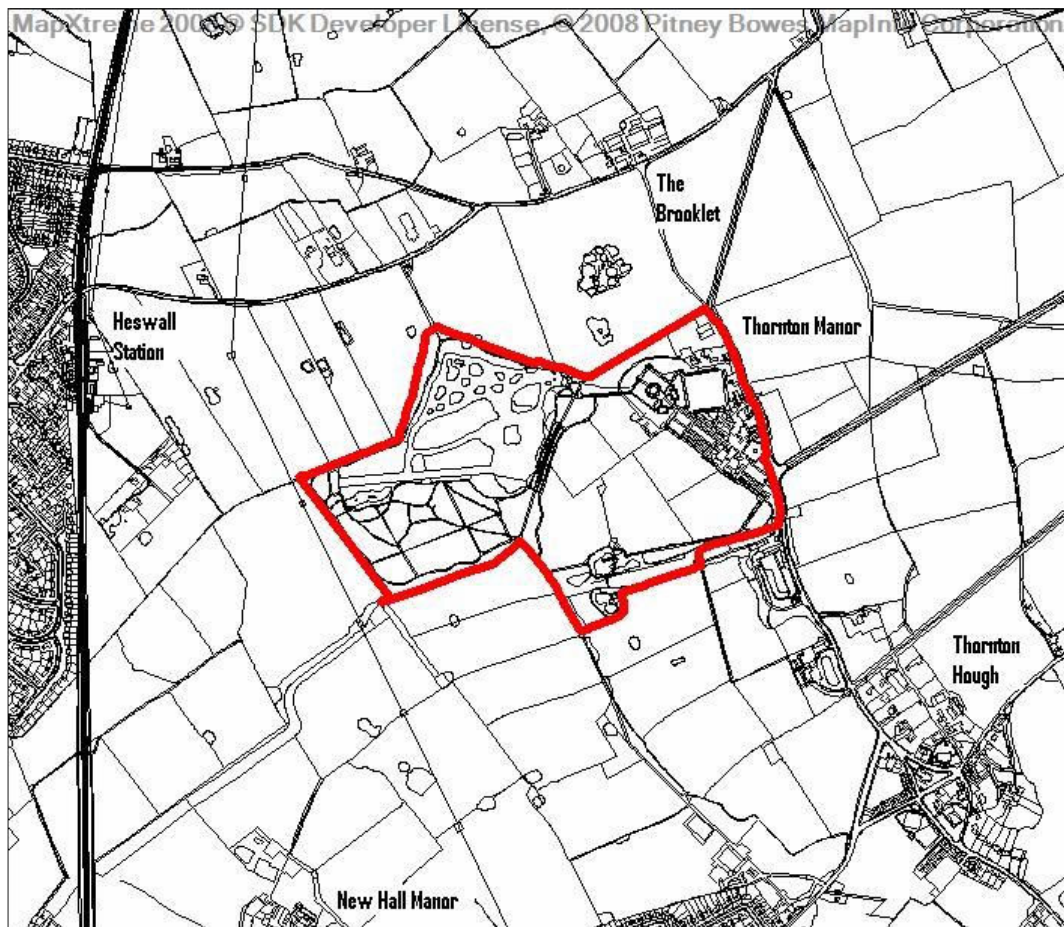 MapXtreme 2008 ® SDK Developer License, © 2008 Pitney Bowes MapInfo Corporation
The
Brooklet
Heswall
Station
Thornton Manor
Thornton
Hough
New Hall Manor